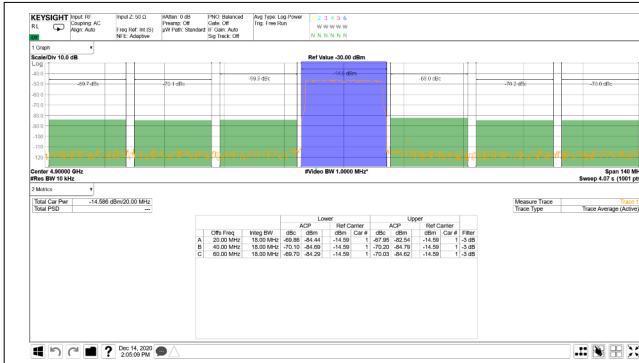 KEYSIGHT Input: RF Input Z: 50 Ω #Atten: 0 dB PNO: Balanced Avg Type: Log-Power 1 2 3 4 5 6
RL Coupling: AC Preamp: Off Gate: Off Trig: Free Run W W W W W
Align: Auto Freq Ref: Int (S) µW Path: Standard IF Gain: Auto N N N N N N
NFE: Adaptive Sig Track: Off
1 Graph
Scale/Div 10.0 dB Ref Value -30.00 dBm
Log
-40.0
-50.0
-60.0
-70.0
-80.0
-90.0
-100
-110
-120
-69.7 dBc -70.1 dBc -69.9 dBc -14.6 dBm -68.0 dBc -70.2 dBc -70.0 dBc
Center 4.90000 GHz #Video BW 1.0000 MHz* Span 140 MH
#Res BW 10 kHz Sweep 4.07 s (1001 pts
2 Metrics
Total Car Pwr -14.586 dBm/20.00 MHz Measure Trace Trace 1
Total PSD --- Trace Type Trace Average (Active)
Lower Upper
ACP Ref Carrier ACP Ref Carrier
Offs Freq Integ BW dBc dBm dBm Car # dBc dBm dBm Car # Filter
A 20.00 MHz 18.00 MHz -69.86 -84.44 -14.59 1 -67.95 -82.54 -14.59 1 -3 dB
B 40.00 MHz 18.00 MHz -70.10 -84.69 -14.59 1 -70.20 -84.79 -14.59 1 -3 dB
C 60.00 MHz 18.00 MHz -69.70 -84.29 -14.59 1 -70.03 -84.62 -14.59 1 -3 dB
? Dec 14, 2020
2:05:09 PM